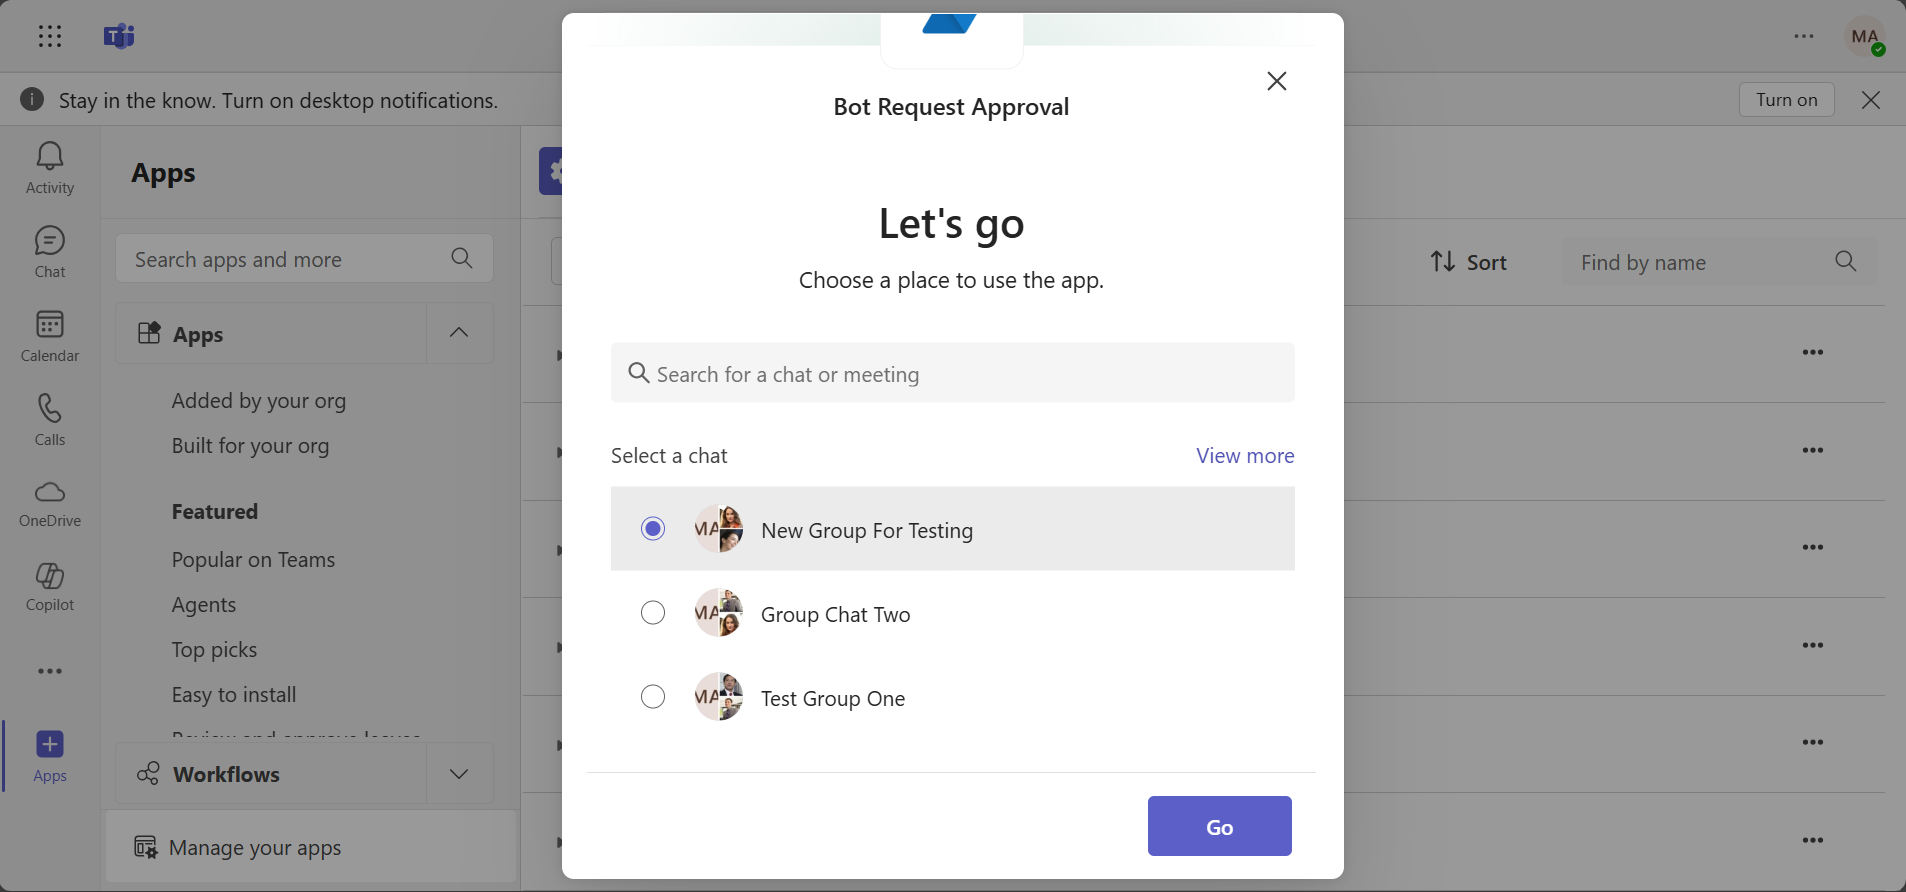 MA
Stay in the know. Turn on desktop notifications.
Turn on
Activity
Chat
Calendar
Calls
OneDrive
Copilot
Apps
Apps
Search apps and more
Apps
Added by your org
Built for your org
Featured
Popular on Teams
Agents
Top picks
Easy to install
Workflows
Manage your apps
Sort
Find by name
Bot Request Approval
Let's go
Choose a place to use the app.
Search for a chat or meeting
Select a chat
View more
MA
New Group For Testing
MA
Group Chat Two
MA
Test Group One
Go